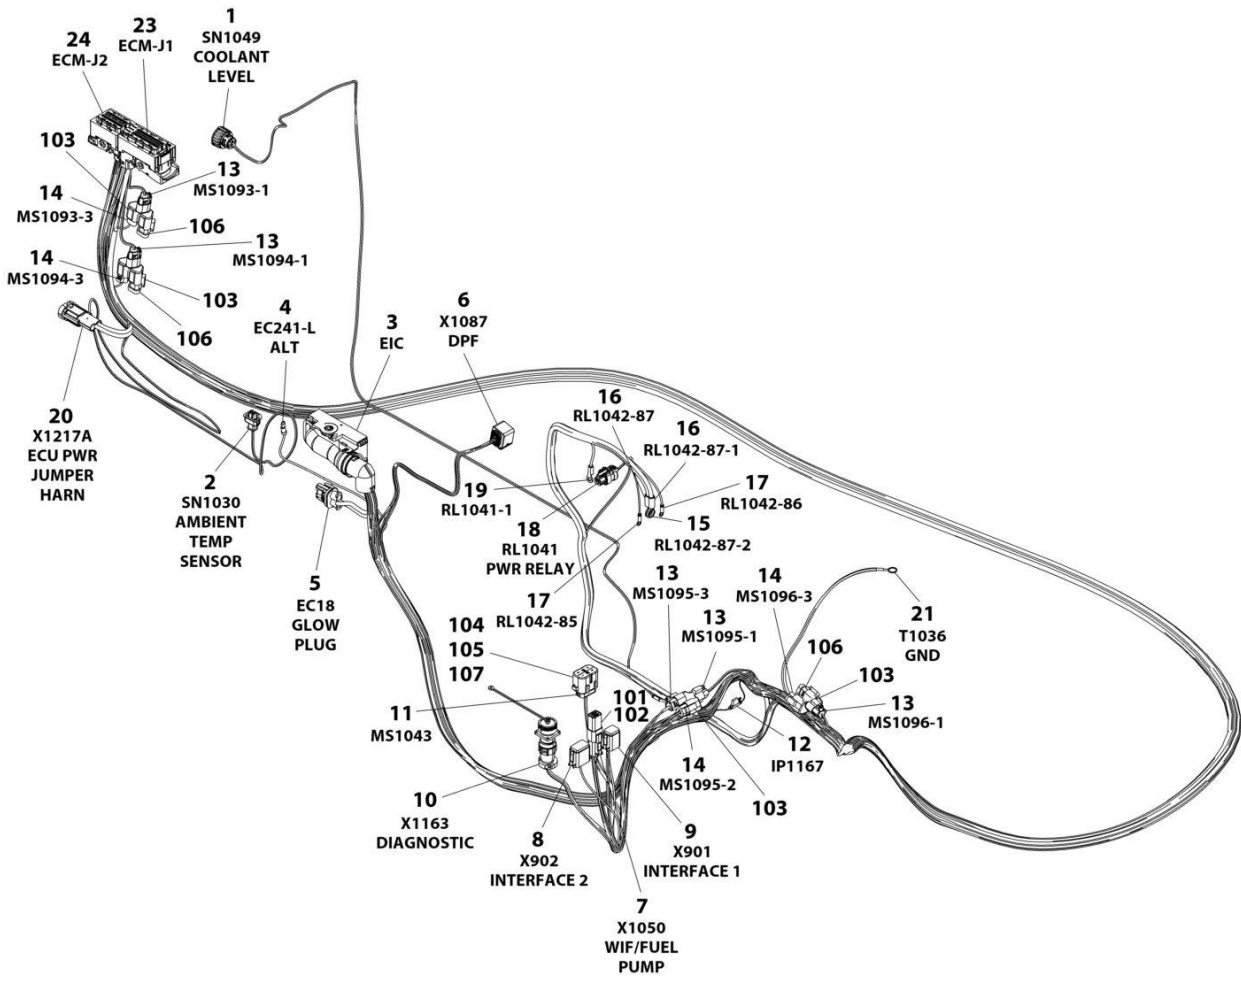 24
ECM-J2
23
ECM-J1
1
SN1049
COOLANT
LEVEL
103
13
MS1093-1
14
MS1093-3
106
13
MS1094-1
14
MS1094-3
103
106
4
EC241-L
ALT
3
EIC
6
X1087
DPF
20
X1217A
ECU PWR
JUMPER
HARN
2
SN1030
AMBIENT
TEMP
SENSOR
5
EC18
GLOW
PLUG
16
RL1042-87
16
RL1042-87-1
17
RL1042-86
19
RL1041-1
18
RL1041
PWR RELAY
15
RL1042-87-2
17
RL1042-85
13
MS1095-3
13
MS1095-1
14
MS1096-3
21
T1036
GND
106
103
13
MS1096-1
104
105
107
11
MS1043
101
102
12
IP1167
14
MS1095-2
103
10
X1163
DIAGNOSTIC
8
X902
INTERFACE 2
9
X901
INTERFACE 1
7
X1050
WIF/FUEL
PUMP